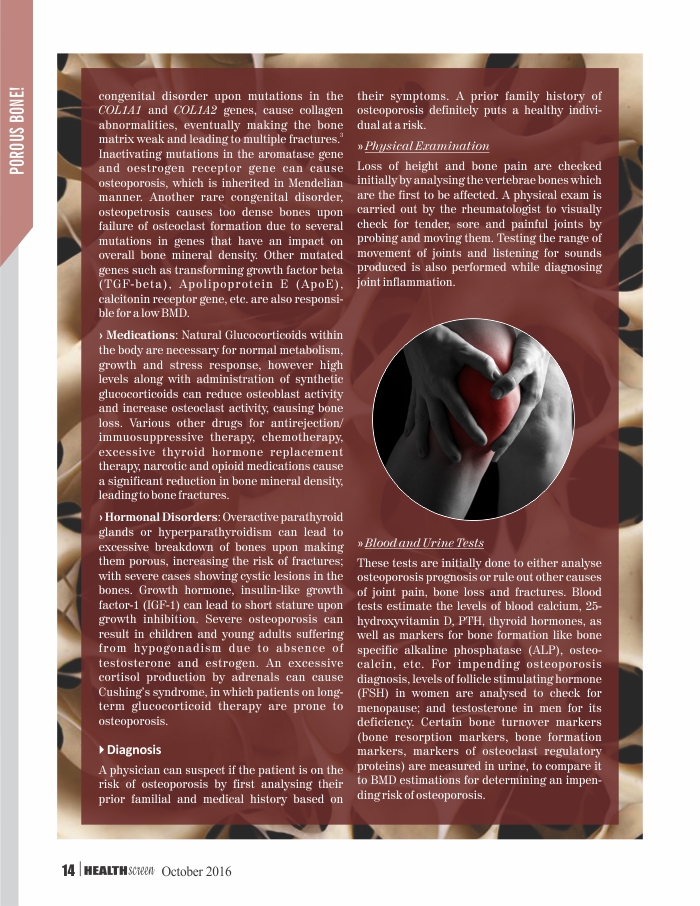 POROUS BONE!
congenital disorder upon mutations in the
COL1A1 and COL1A2 genes, cause collagen
abnormalities, eventually making the bone
matrix weak and leading to multiple fractures.3
Inactivating mutations in the aromatase gene
and oestrogen receptor gene can cause
osteoporosis, which is inherited in Mendelian
manner. Another rare congenital disorder,
osteopetrosis causes too dense bones upon
failure of osteoclast formation due to several
mutations in genes that have an impact on
overall bone mineral density. Other mutated
genes such as transforming growth factor beta
(TGF-beta), Apolipoprotein E (ApoE),
calcitonin receptor gene, etc. are also responsi-
ble for a low BMD.
› Medications: Natural Glucocorticoids within
the body are necessary for normal metabolism,
growth and stress response, however high
levels along with administration of synthetic
glucocorticoids can reduce osteoblast activity
and increase osteoclast activity, causing bone
loss. Various other drugs for antirejection/
immuosuppressive therapy, chemotherapy,
excessive thyroid hormone replacement
therapy, narcotic and opioid medications cause
a significant reduction in bone mineral density,
leading to bone fractures.
› Hormonal Disorders: Overactive parathyroid
glands or hyperparathyroidism can lead to
excessive breakdown of bones upon making
them porous, increasing the risk of fractures;
with severe cases showing cystic lesions in the
bones. Growth hormone, insulin-like growth
factor-1 (IGF-1) can lead to short stature upon
growth inhibition. Severe osteoporosis can
result in children and young adults suffering
from hypogonadism due to absence of
testosterone and estrogen. An excessive
cortisol production by adrenals can cause
Cushing's syndrome, in which patients on long-
term glucocorticoid therapy are prone to
osteoporosis.
Diagnosis
A physician can suspect if the patient is on the
risk of osteoporosis by first analysing their
prior familial and medical history based on
their symptoms. A prior family history of
osteoporosis definitely puts a healthy indivi-
dual at a risk.
» Physical Examination
Loss of height and bone pain are checked
initially by analysing the vertebrae bones which
are the first to be affected. A physical exam is
carried out by the rheumatologist to visually
check for tender, sore and painful joints by
probing and moving them. Testing the range of
movement of joints and listening for sounds
produced is also performed while diagnosing
joint inflammation.
» Blood and Urine Tests
These tests are initially done to either analyse
osteoporosis prognosis or rule out other causes
of joint pain, bone loss and fractures. Blood
tests estimate the levels of blood calcium, 25-
hydroxyvitamin D, PTH, thyroid hormones, as
well as markers for bone formation like bone
specific alkaline phosphatase (ALP), osteo-
calcin, etc. For impending osteoporosis
diagnosis, levels of follicle stimulating hormone
(FSH) in women are analysed to check for
menopause; and testosterone in men for its
deficiency. Certain bone turnover markers
(bone resorption markers, bone formation
markers, markers of osteoclast regulatory
proteins) are measured in urine, to compare it
to BMD estimations for determining an impen-
ding risk of osteoporosis.
14 | HEALTHscreen October 2016